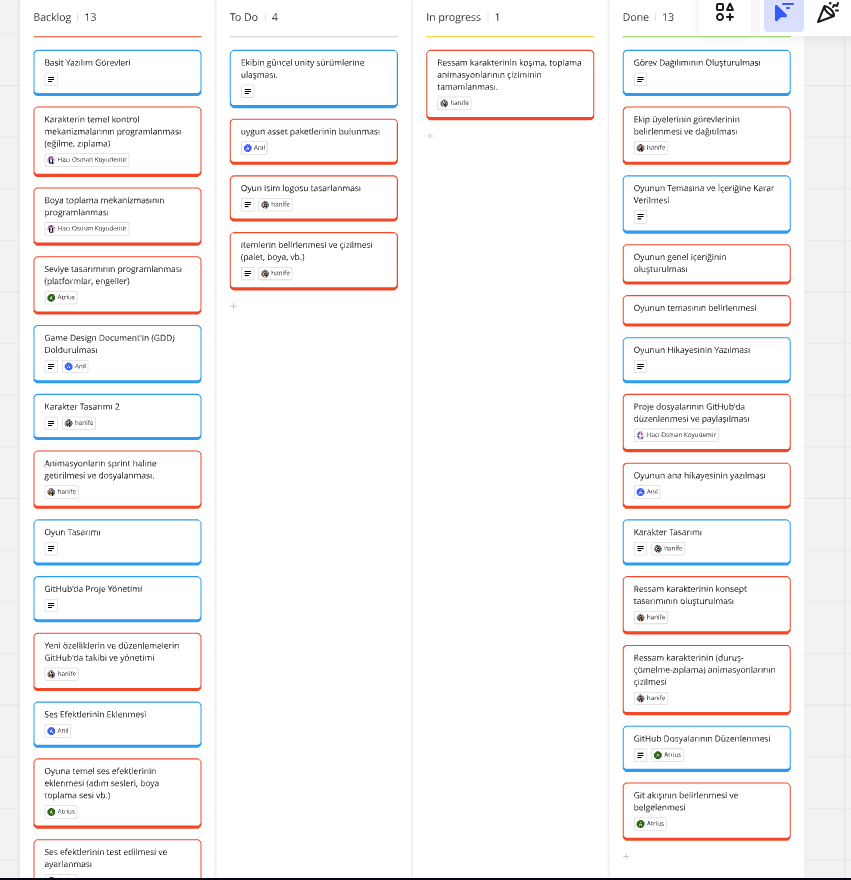 Backlog | 13
Basit Yazılım Görevleri
Karakterin temel kontrol
mekanizmalarının programlanması
(eğilme, zıplama)
Hacı Osman Koyudemir
Boya toplama mekanizmasının
programlanması
Hacı Osman Koyudemir
Seviye tasarımının programlanması
(platformlar, engeller)
Atrius
Game Design Document'in (GDD)
Doldurulması
Anıl
Karakter Tasarımı 2
hanife
Animasyonların sprint haline
getirilmesi ve dosyalanması.
hanife
Oyun Tasarımı
GitHub'da Proje Yönetimi
Yeni özelliklerin ve düzenlemelerin
GitHub'da takibi ve yönetimi
hanife
Ses Efektlerinin Eklenmesi
Anıl
Oyuna temel ses efektlerinin
eklenmesi (adım sesleri, boya
toplama sesi vb.)
Atrius
Ses efektlerinin test edilmesi ve
ayarlanması
To Do | 4
Ekibin güncel unity sürümlerine
ulaşması.
uygun asset paketlerinin bulunması
Anıl
Oyun isim logosu tasarlanması
hanife
itemlerin belirlenmesi ve çizilmesi
(palet, boya, vb.)
hanife
In progress | 1
Ressam karakterinin koşma, toplama
animasyonlarının çiziminin
tamamlanması.
hanife
Done | 13
Görev Dağılımının Oluşturulması
Ekip üyelerinin görevlerinin
belirlenmesi ve dağıtılması
hanife
Oyunun Temasına ve İçeriğine Karar
Verilmesi
Oyunun genel içeriğinin
oluşturulması
Oyunun temasının belirlenmesi
Oyunun Hikayesinin Yazılması
Proje dosyalarının GitHub'da
düzenlenmesi ve paylaşılması
Hacı Osman Koyudemir
Oyunun ana hikayesinin yazılması
Anıl
Karakter Tasarımı
hanife
Ressam karakterinin konsept
tasarımının oluşturulması
hanife
Ressam karakterinin (duruş-
çömelme-zıplama) animasyonlarının
çizilmesi
hanife
GitHub Dosyalarının Düzenlenmesi
Atrius
Git akışının belirlenmesi ve
belgelenmesi
Atrius